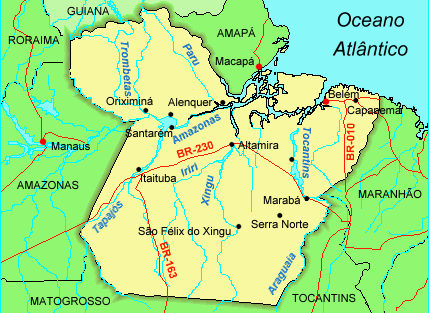 GUIANA
Oceano
Atlântico
RORAIMA
AMAPÁ
Trombetas
Paru
Macapá
Belém
Oriximiná
Alenquer
Capanema
Santarém
Amazonas
Tocantins
BR-010
Manaus
BR-230
Altamira
Iriri
Itaituba
Xingu
AMAZONAS
Marabá
MARANHÃO
Tapajós
São Félix do Xingu
Serra Norte
BR-163
Araguaia
MATOGROSSO
TOCANTINS